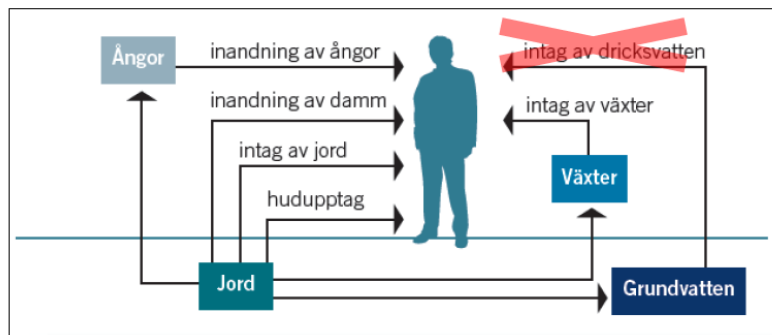 Ångor
inandning av ångor
intag av dricksvatten
inandning av damm
intag av växter
intag av jord
Växter
hudupptag
Jord
Grundvatten